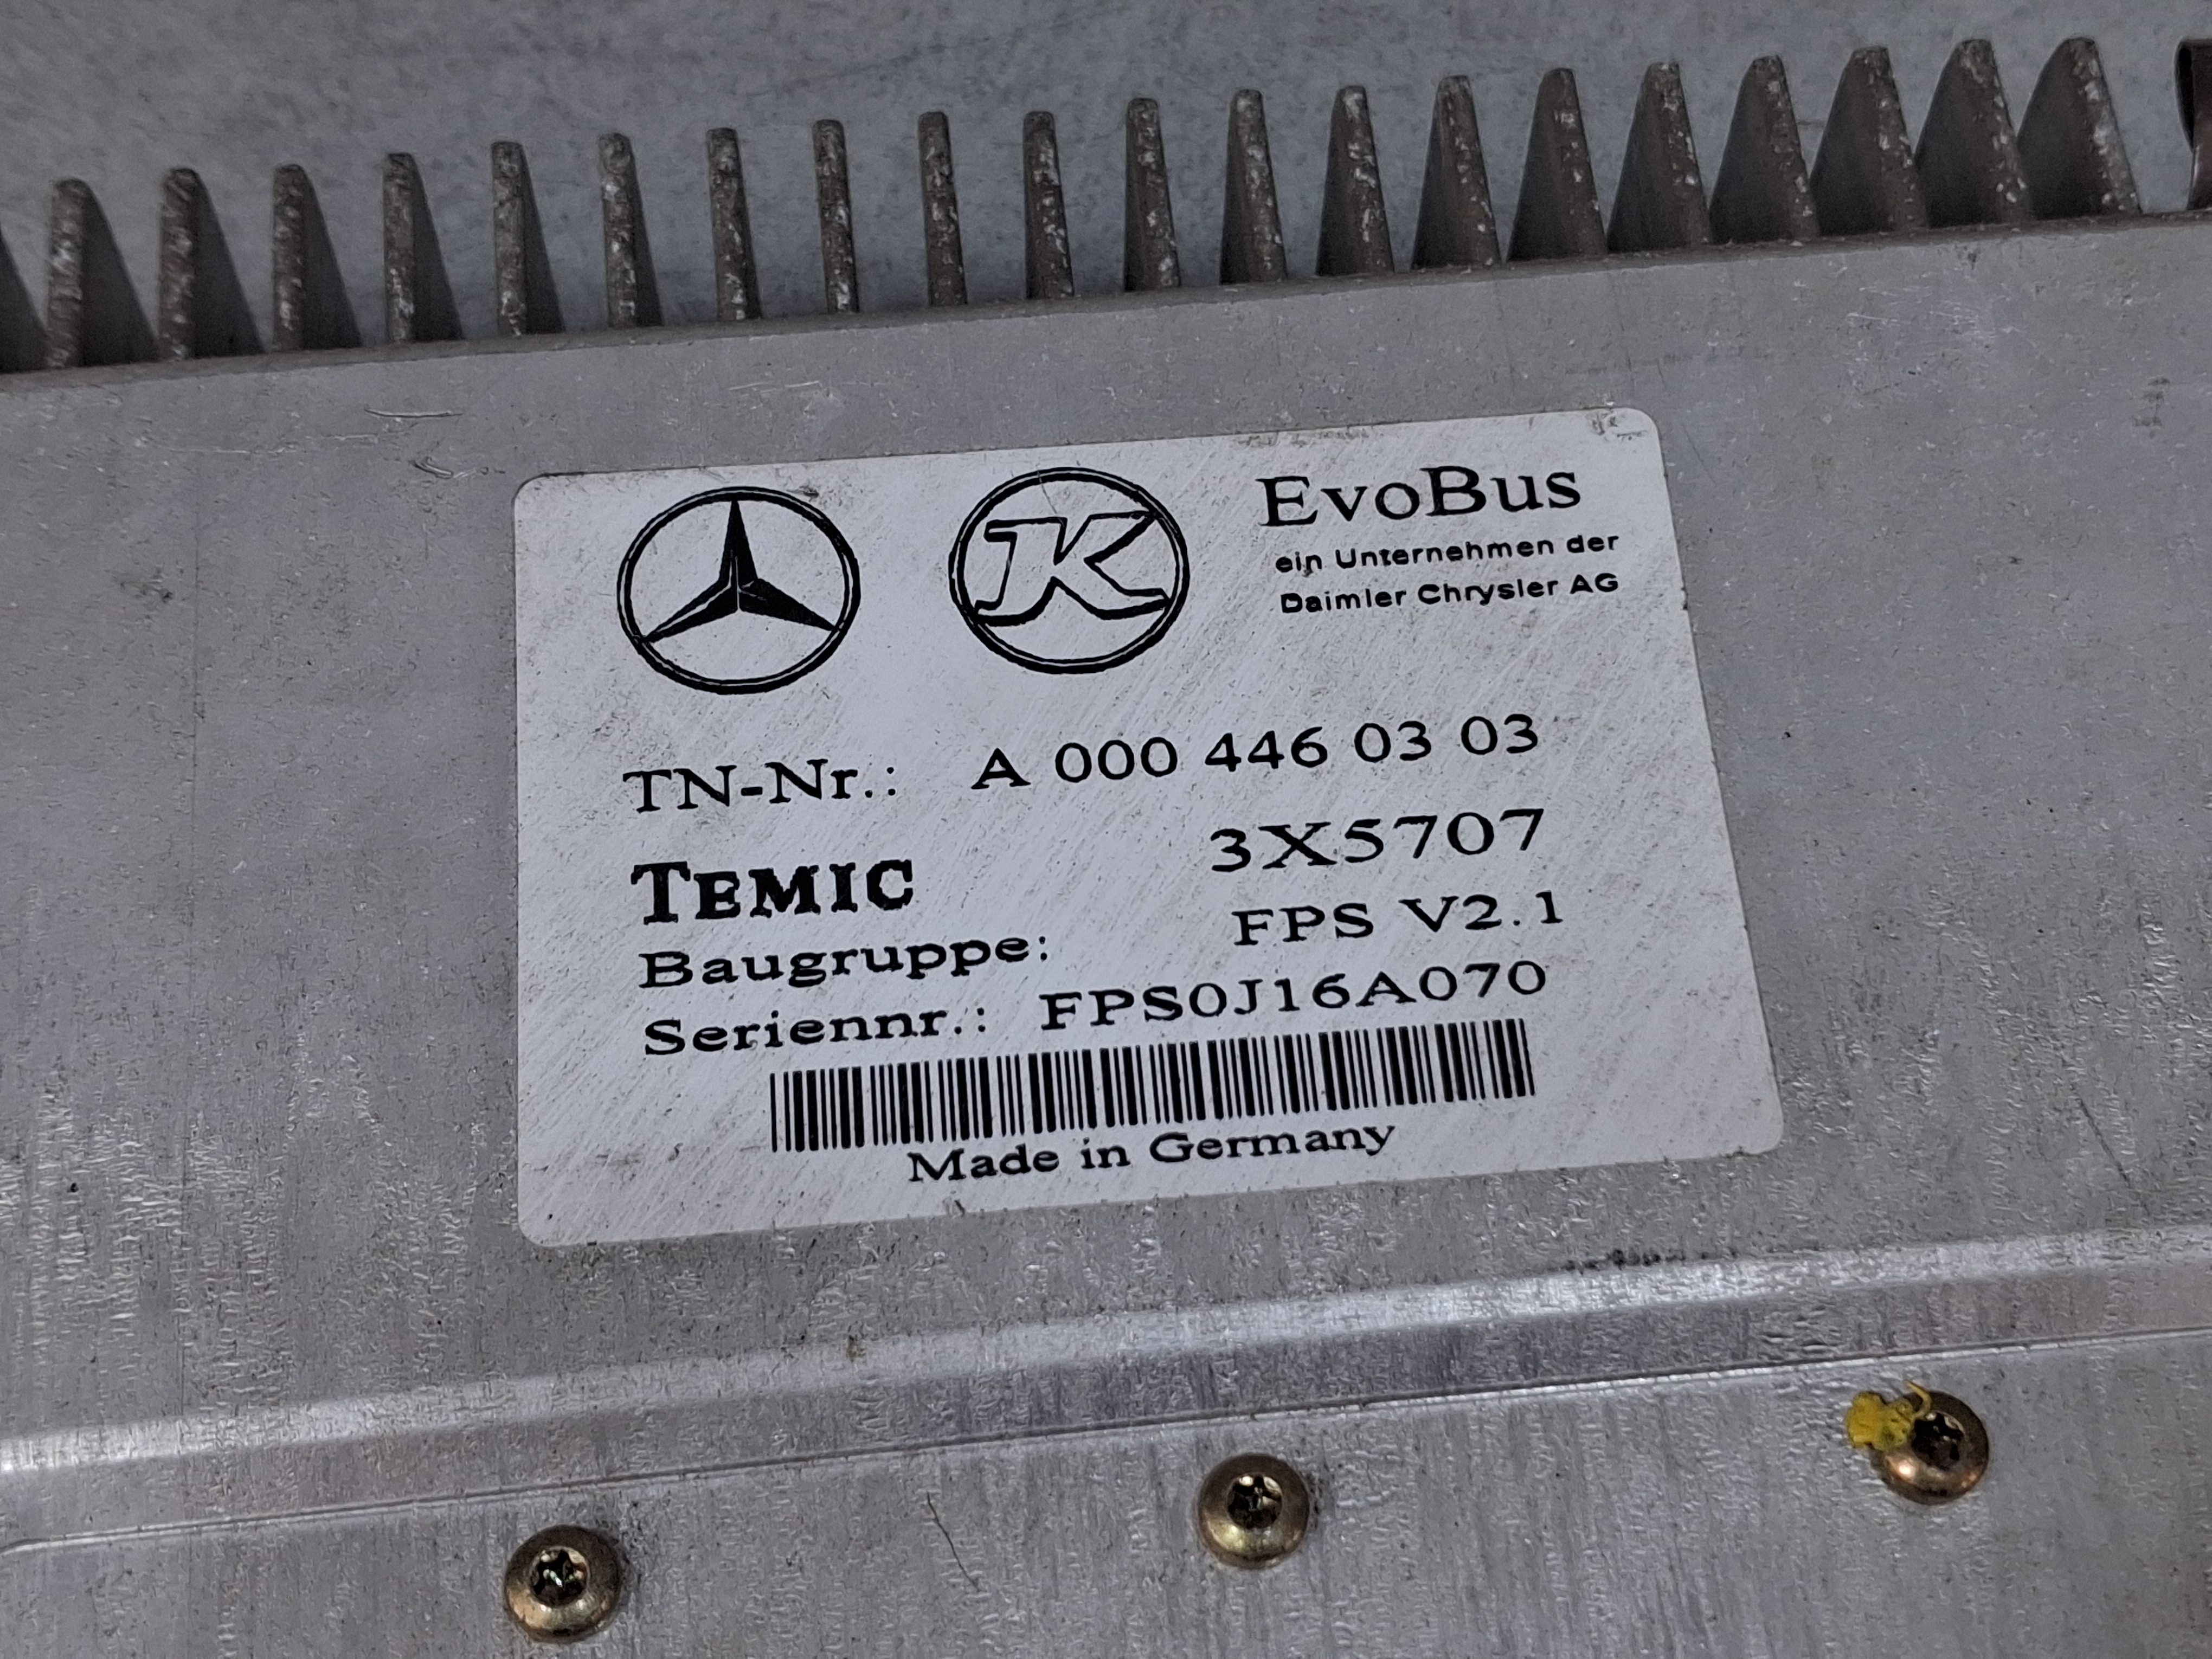 K EvoBus
ein Unternehmen der
Daimler Chrysler AG
TN-Nr.: A 000 446 03 03
3X5707
TEMIC
FPS V2.1
Baugruppe:
Seriennr.: FPS0J16A070
Made in Germany